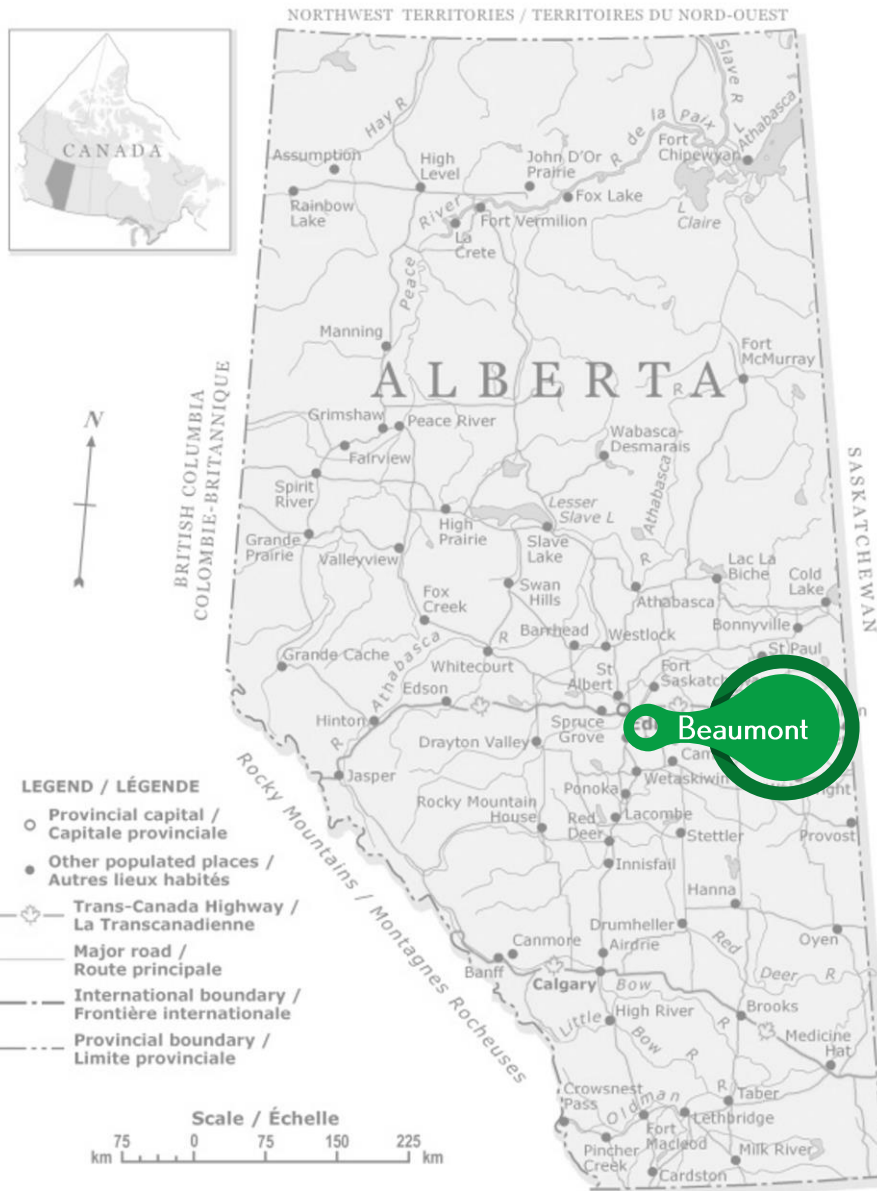 NORTHWEST TERRITORIES / TERRITOIRES DU NORD-OUEST
CANADA
Hay R
Slave R
R de la Paix
L Athabasca
Fort
Chipewyan
Assumption
High
Level
John D'Or
Prairie
Fox Lake
Rainbow
Lake
River
Fort Vermilion
La
Crete
L
Claire
Peace
Manning
Fort
McMurray
ALBERTA
R
BRITISH COLUMBIA
COLOMBIE-BRITANNIQUE
N
Grimshaw
Peace River
Wabasca-
Desmarais
Fairview
Athabasca
SASKATCHEWAN
Spirit
River
Lesser
Slave L
High
Prairie
Slave
Lake
Grande
Prairie
Valleyview
R
Lac La
Biche
Cold
Lake
Fox
Creek
Swan
Hills
Athabasca
Bonnyville
Athabasca
R
Barrhead
Westlock
St Paul
Grande Cache
Whitecourt
St
Albert
Fort
Edson
Spruce
Grove
Beaumont
Hinton
R
Drayton Valley
Jasper
Wetaskiwin
Ponoka
Rocky Mountain
House
Lacombe
Red
Deer
Stettler
Provost
Innisfail
Rocky Mountains / Montagnes Rocheuses
Hanna
Drumheller
Red
Deer R
Oyen
Canmore
Airdrie
Banff
Calgary
Bow
R
Little
Bow
R
High River
Brooks
Medicine
Hat
Crowsnest
Pass
Oldman
R
Taber
Lethbridge
Fort
Macleod
Pincher
Creek
Milk River
Cardston
LEGEND / LÉGENDE
Provincial capital /
Capitale provinciale
Other populated places /
Autres lieux habités
Trans-Canada Highway /
La Transcanadienne
Major road /
Route principale
International boundary /
Frontière internationale
Provincial boundary /
Limite provinciale
Scale / Échelle
75 0 75 150 225
km km